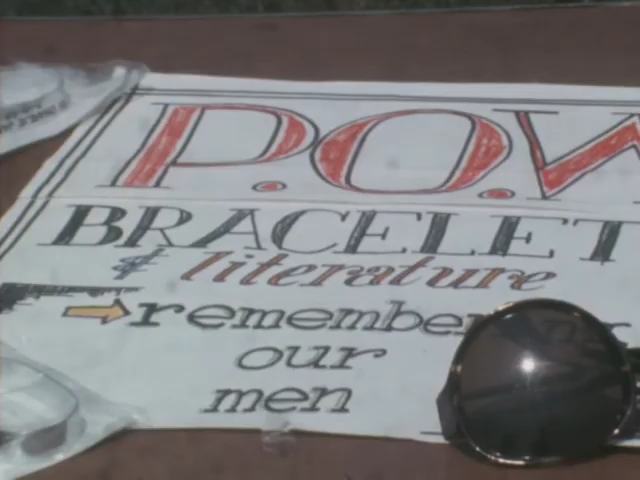 P.O.W
BRACELET
& literature
remember
our
men